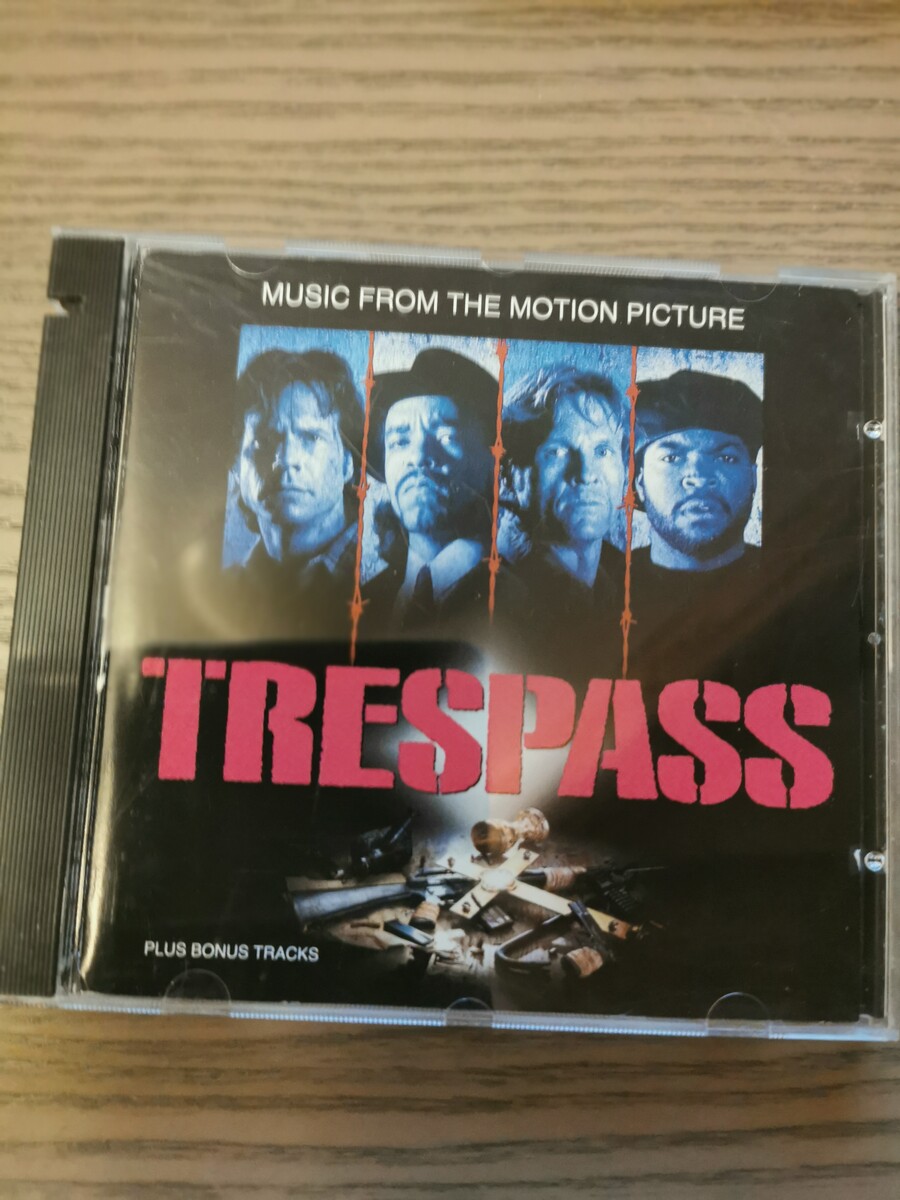 MUSIC FROM THE MOTION PICTURE
TRESPASS
PLUS BONUS TRACKS